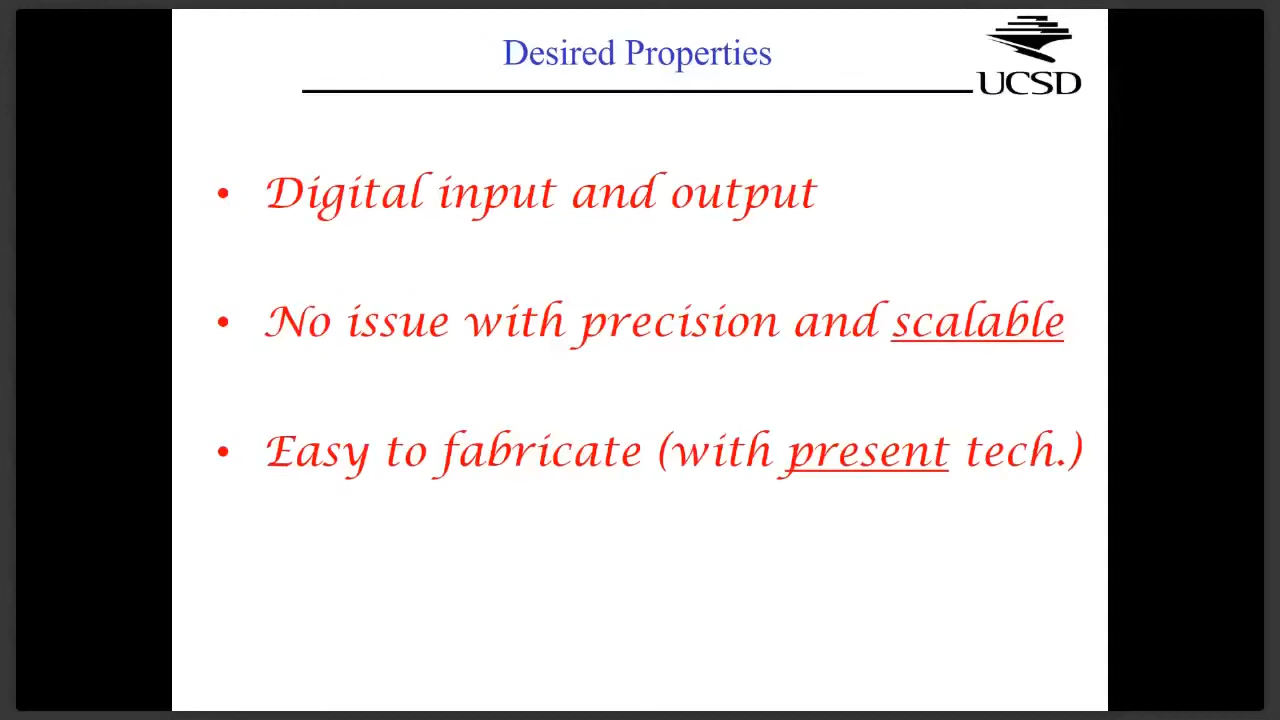 Desired Properties
UCSD
• Digital input and output
• No issue with precision and scalable
• Easy to fabricate (with present tech.)